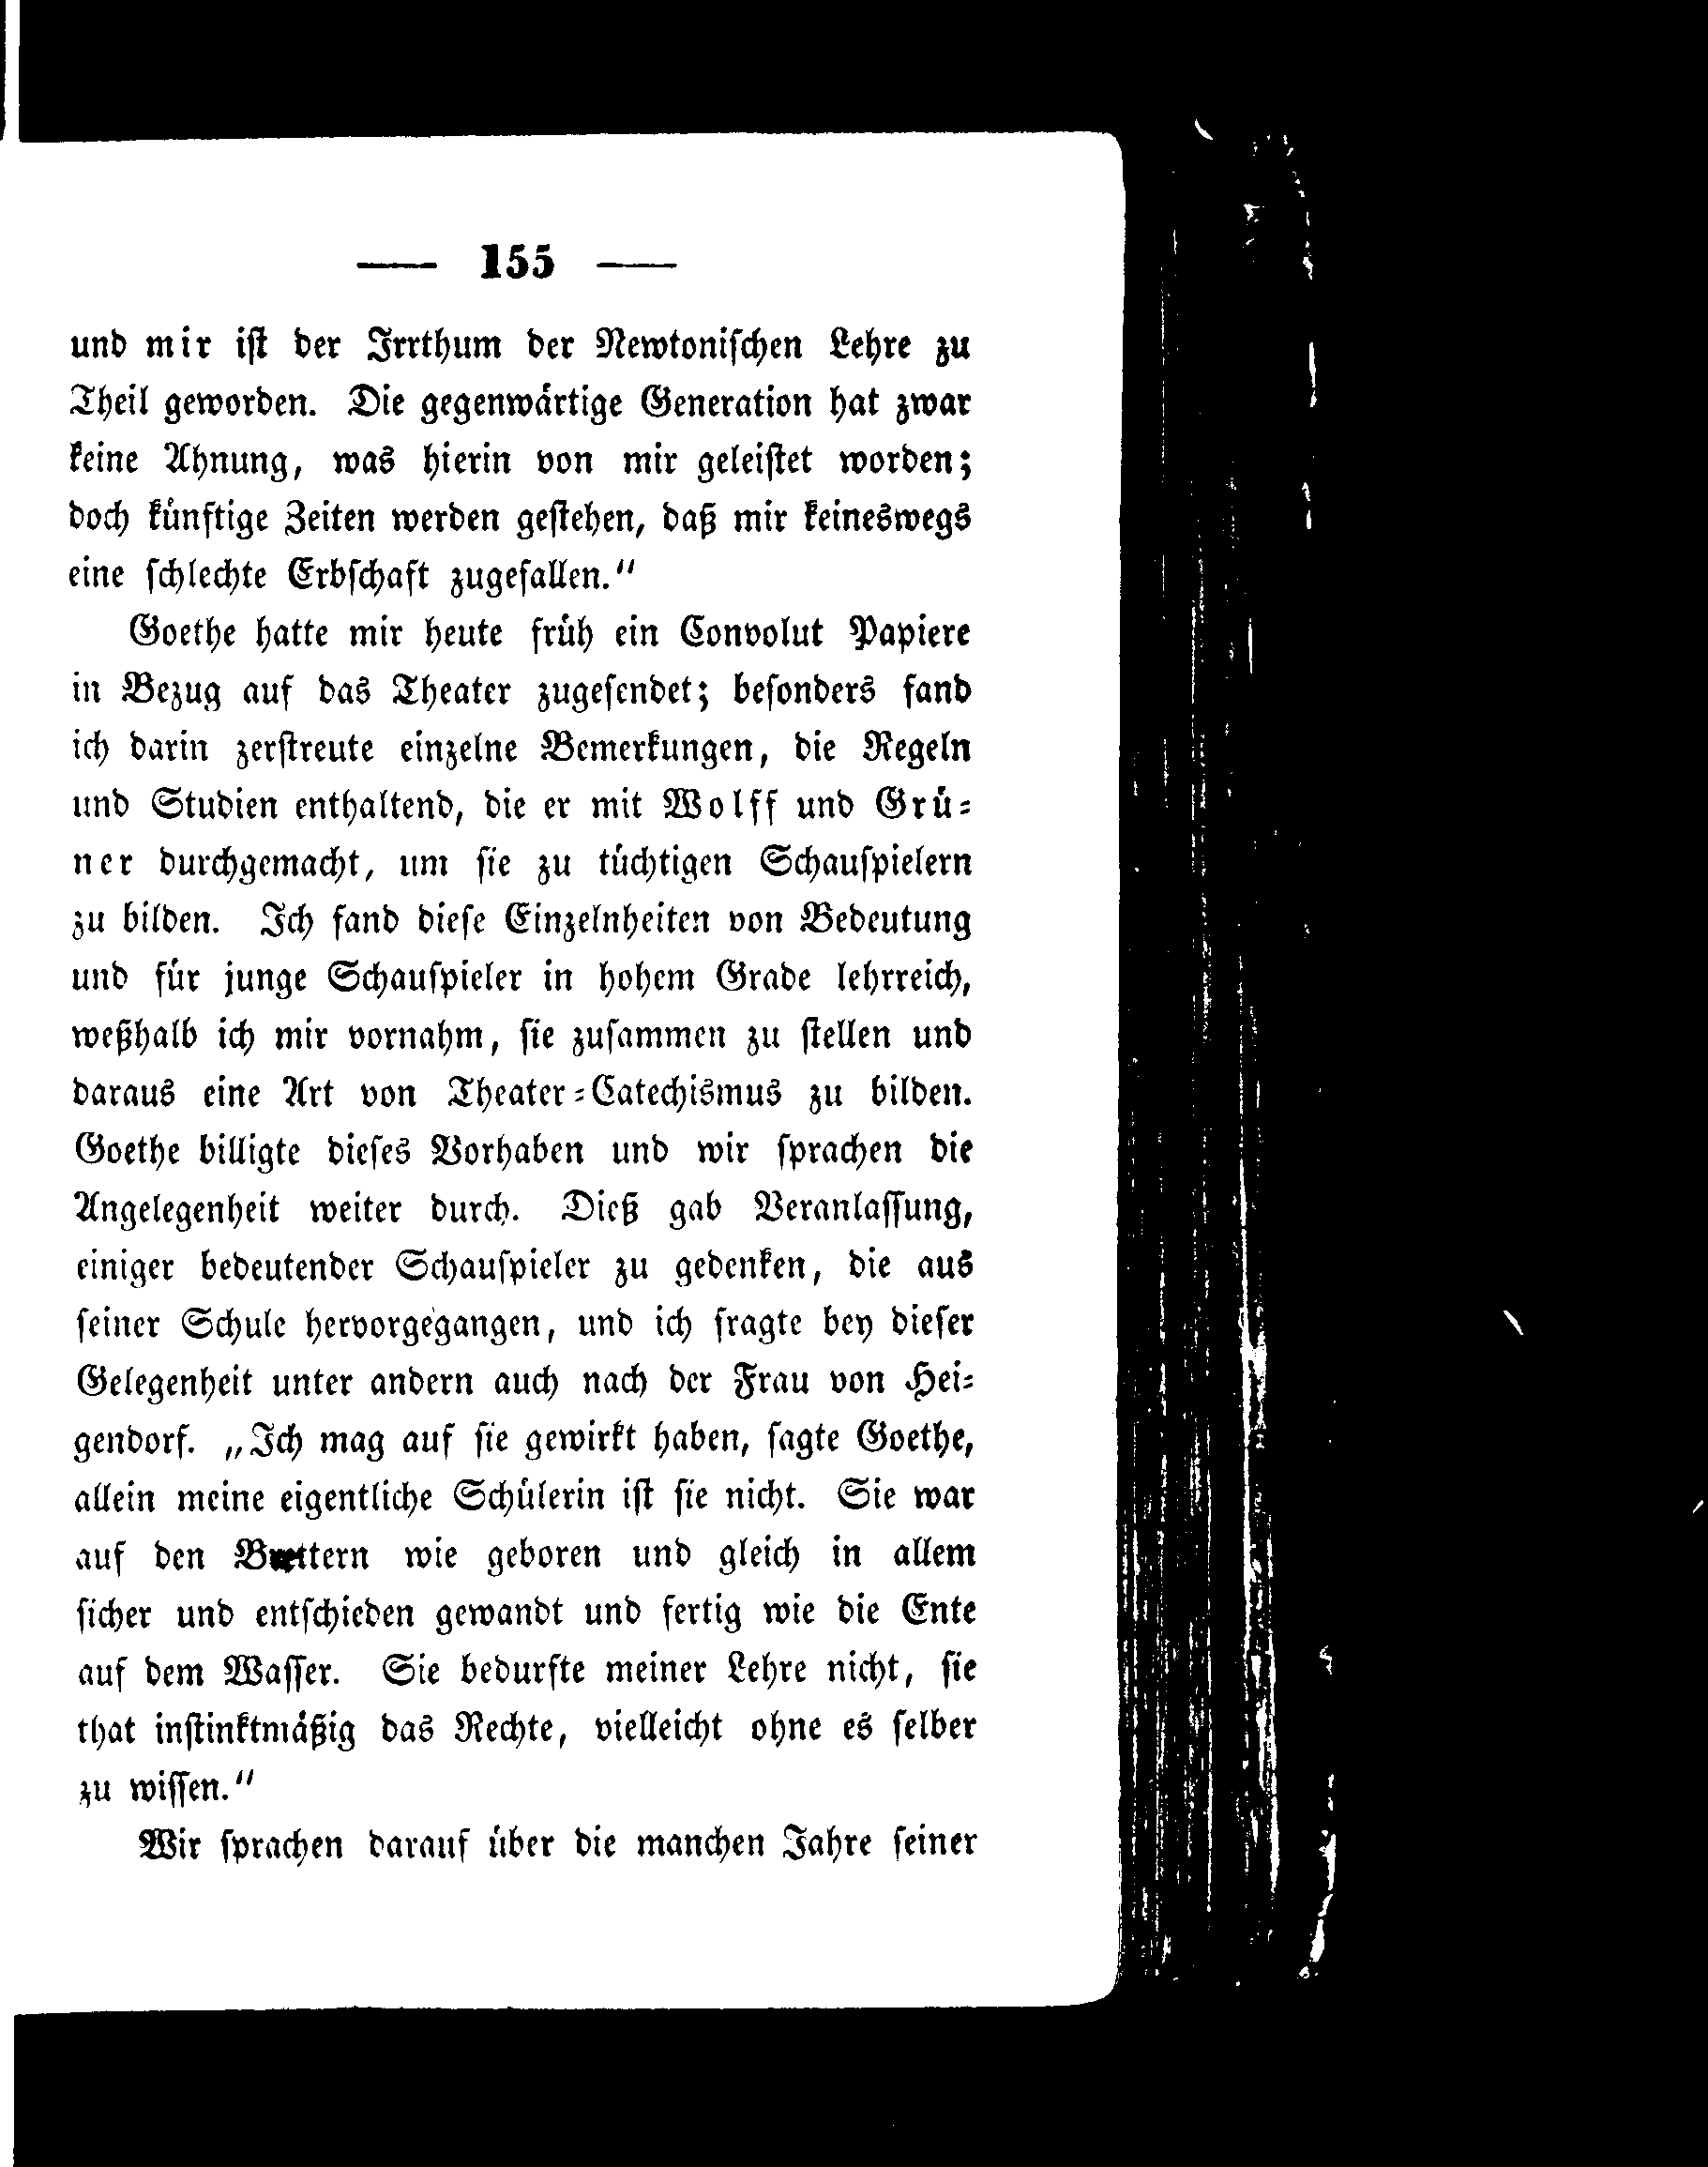 — 155 —
und mir ist der Irrthum der Newtonischen Lehre zu
Theil geworden. Die gegenwärtige Generation hat zwar
keine Ahnung, was hierin von mir geleistet worden;
doch künftige Zeiten werden gestehen, daß mir keineswegs
eine schlechte Erbschaft zugefallen.“
Goethe hatte mir heute früh ein Convolut Papiere
in Bezug auf das Theater zugesendet; besonders fand
ich darin zerstreute einzelne Bemerkungen, die Regeln
und Studien enthaltend, die er mit Wolff und Grü-
ner durchgemacht, um sie zu tüchtigen Schauspielern
zu bilden. Ich fand diese Einzelnheiten von Bedeutung
und für junge Schauspieler in hohem Grade lehrreich,
weßhalb ich mir vornahm, sie zusammen zu stellen und
daraus eine Art von Theater-Catechismus zu bilden.
Goethe billigte dieses Vorhaben und wir sprachen die
Angelegenheit weiter durch. Dieß gab Veranlassung,
einiger bedeutender Schauspieler zu gedenken, die aus
seiner Schule hervorgegangen, und ich fragte bey dieser
Gelegenheit unter andern auch nach der Frau von Hei-
gendorf. „Ich mag auf sie gewirkt haben, sagte Goethe,
allein meine eigentliche Schülerin ist sie nicht. Sie war
auf den Brettern wie geboren und gleich in allem
sicher und entschieden gewandt und fertig wie die Ente
auf dem Wasser. Sie bedurfte meiner Lehre nicht, sie
that instinktmäßig das Rechte, vielleicht ohne es selber
zu wissen.“
Wir sprachen darauf über die manchen Jahre seiner